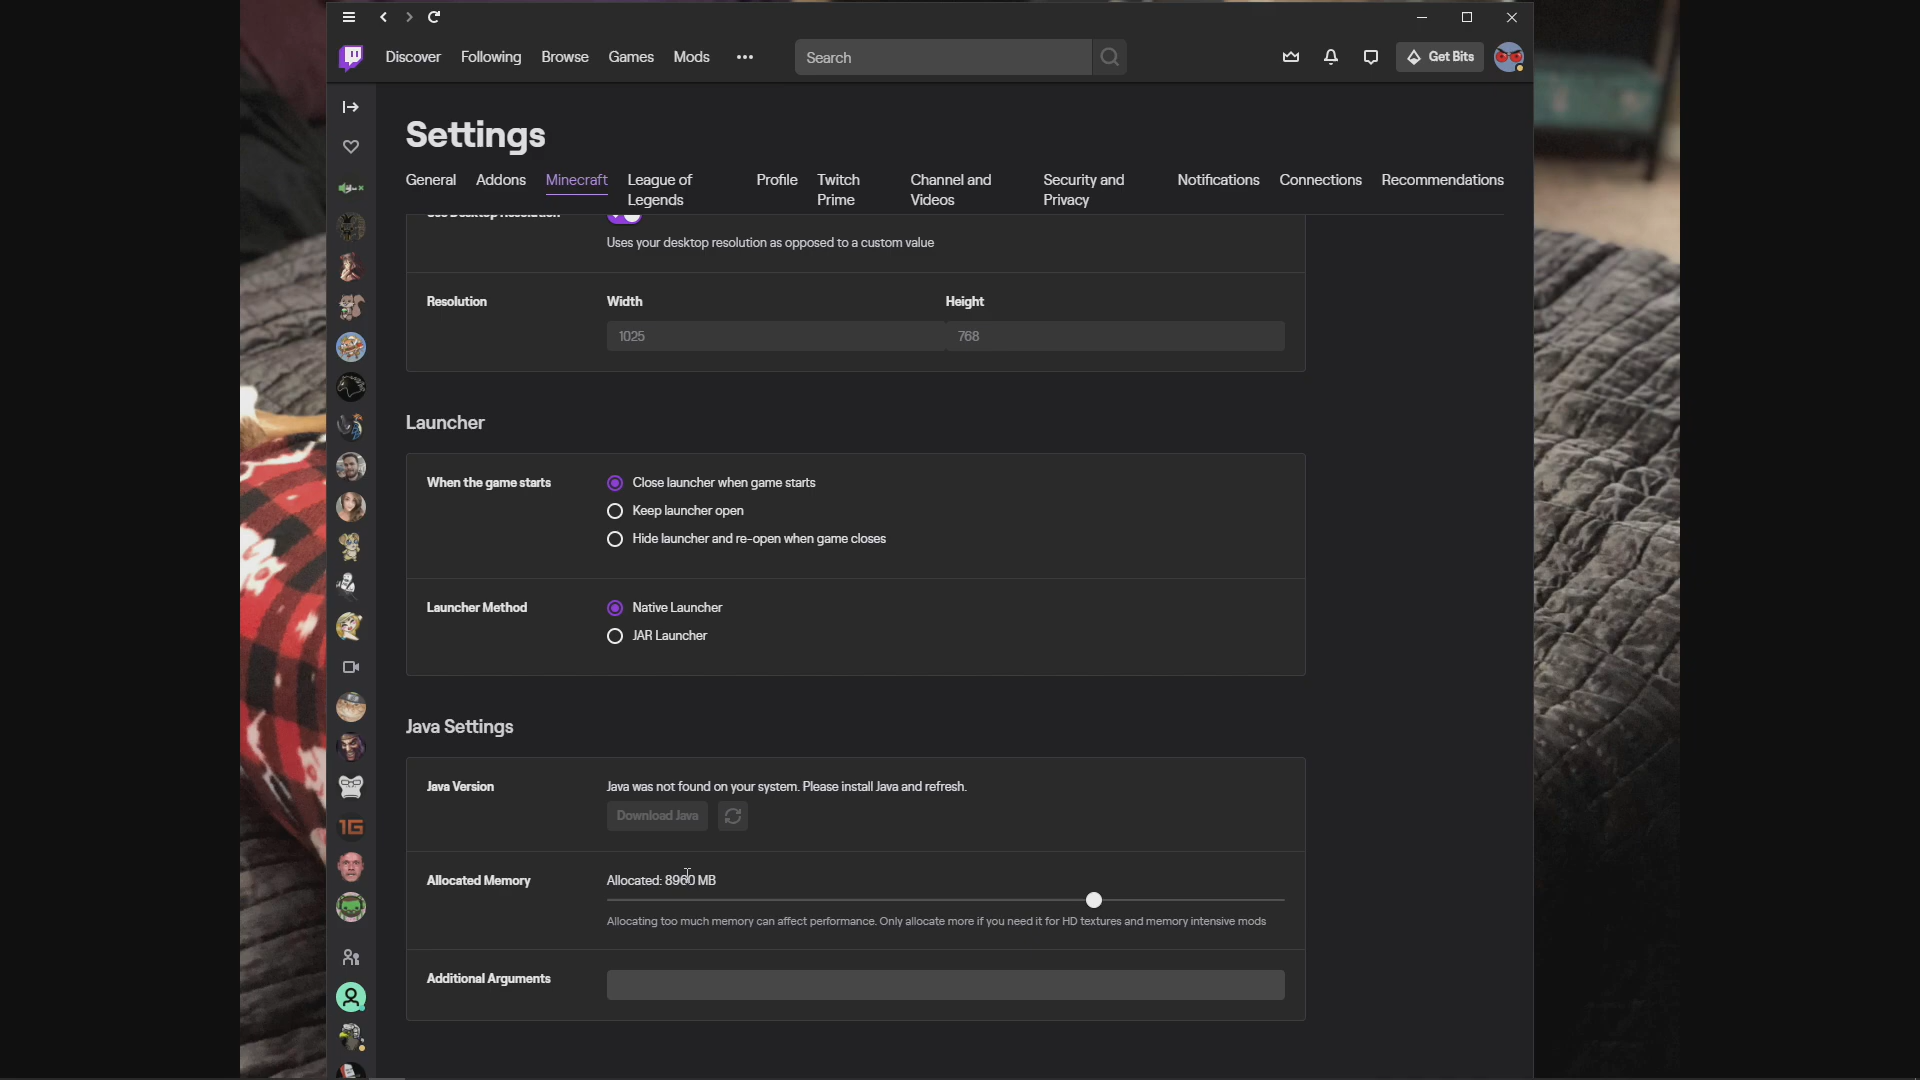 Discover Following Browse Games Mods
Search
Get Bits
Settings
General Addons Minecraft League of Legends Profile Twitch Prime Channel and Videos Security and Privacy Notifications Connections Recommendations
Use Desktop Resolution
Uses your desktop resolution as opposed to a custom value
Resolution
Width Height
1025 768
Launcher
When the game starts
Close launcher when game starts
Keep launcher open
Hide launcher and re-open when game closes
Launcher Method
Native Launcher
JAR Launcher
Java Settings
Java Version
Java was not found on your system. Please install Java and refresh.
Download Java
Allocated Memory
Allocated: 8960 MB
Allocating too much memory can affect performance. Only allocate more if you need it for HD textures and memory intensive mods
Additional Arguments
1G